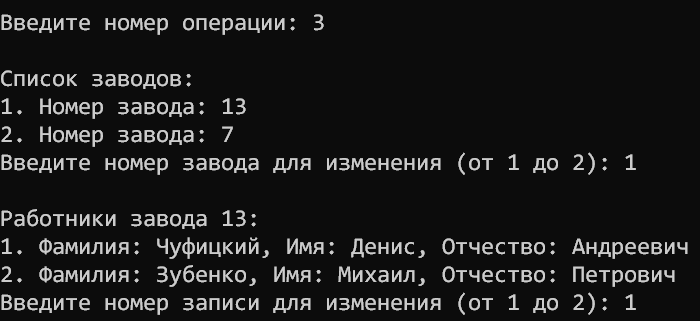 Введите номер операции: 3
Список заводов:
1. Номер завода: 13
2. Номер завода: 7
Введите номер завода для изменения (от 1 до 2): 1
Работники завода 13:
1. Фамилия: Чуфицкий, Имя: Денис, Отчество: Андреевич
2. Фамилия: Зубенко, Имя: Михаил, Отчество: Петрович
Введите номер записи для изменения (от 1 до 2): 1